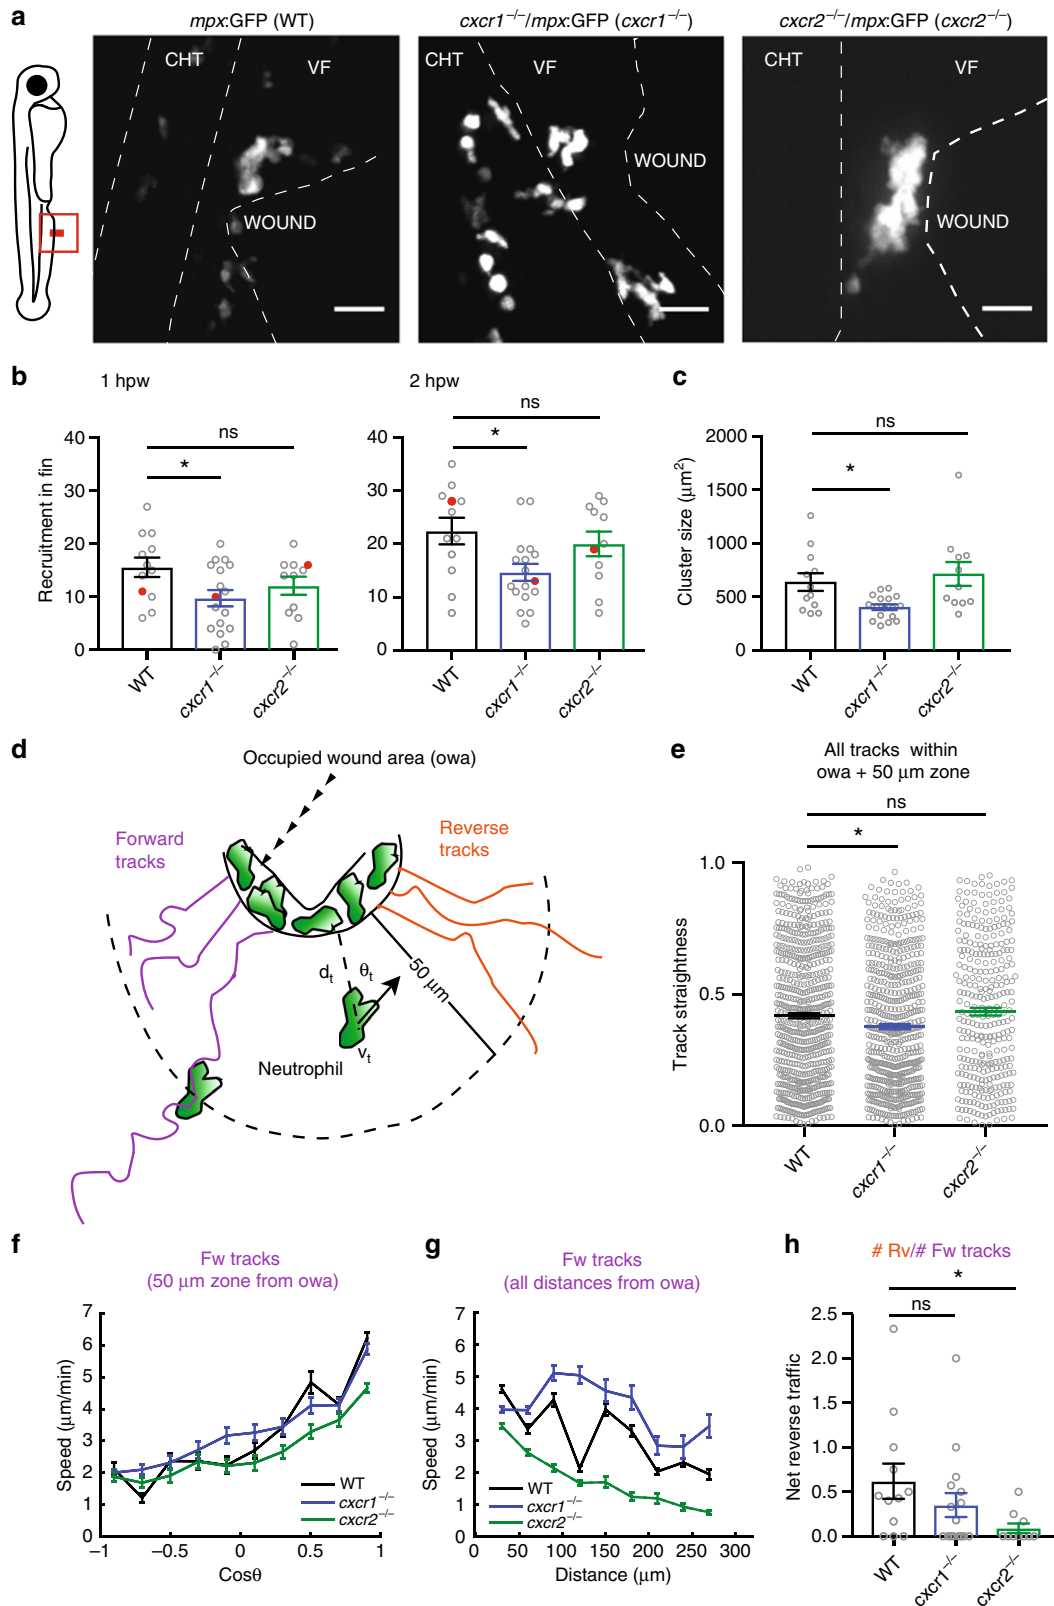 a
mpx:GFP (WT)
cxcr1−/−/mpx:GFP (cxcr1−/−)
cxcr2−/−/mpx:GFP (cxcr2−/−)
CHT
VF
WOUND
CHT
VF
WOUND
CHT
VF
WOUND
b
1 hpw
2 hpw
Recruitment in fin
40
30
20
10
0
ns
*
WT
cxcr1−/−
cxcr2−/−
40
30
20
10
0
ns
*
WT
cxcr1−/−
cxcr2−/−
c
Cluster size (μm²)
2000
1500
1000
500
0
ns
*
WT
cxcr1−/−
cxcr2−/−
d
Occupied wound area (owa)
Forward
tracks
Reverse
tracks
dt
θt
vt
50 μm
Neutrophil
e
All tracks within
owa + 50 μm zone
ns
*
Track straightness
1.0
0.5
0.0
WT
cxcr1−/−
cxcr2−/−
f
Fw tracks
(50 μm zone from owa)
Speed (μm/min)
7
6
5
4
3
2
1
0
−1
−0.5
0
0.5
1
Cosθ
WT
cxcr1−/−
cxcr2−/−
g
Fw tracks
(all distances from owa)
Speed (μm/min)
7
6
5
4
3
2
1
0
0
50
100
150
200
250
300
Distance (μm)
WT
cxcr1−/−
cxcr2−/−
h
# Rv/# Fw tracks
*
ns
Net reverse traffic
2.5
2.0
1.5
1.0
0.5
0.0
WT
cxcr1−/−
cxcr2−/−